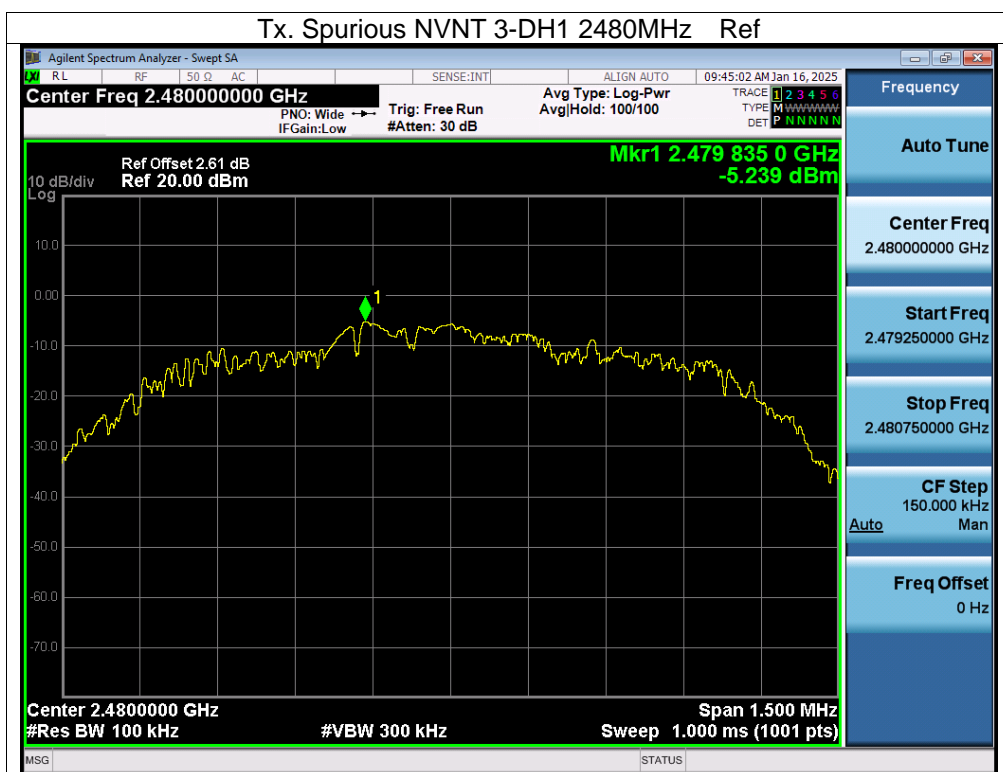 Tx. Spurious NVNT 3-DH1 2480MHz Ref
Agilent Spectrum Analyzer - Swept SA
LXI RL RF 50 Ω AC SENSE:INT ALIGN AUTO 09:45:02 AM Jan 16, 2025
Center Freq 2.480000000 GHz
PNO: Wide
IFGain:Low
Trig: Free Run
#Atten: 30 dB
Avg Type: Log-Pwr
Avg|Hold: 100/100
TRACE 1 2 3 4 5 6
TYPE M WWWWW
DET P N N N N N
Ref Offset 2.61 dB
10 dB/div Ref 20.00 dBm
Log
Mkr1 2.479 835 0 GHz
-5.239 dBm
10.0
0.00
-10.0
-20.0
-30.0
-40.0
-50.0
-60.0
-70.0
1
Center 2.4800000 GHz Span 1.500 MHz
#Res BW 100 kHz #VBW 300 kHz Sweep 1.000 ms (1001 pts)
MSG STATUS
Frequency
Auto Tune
Center Freq
2.480000000 GHz
Start Freq
2.479250000 GHz
Stop Freq
2.480750000 GHz
CF Step
150.000 kHz
Auto Man
Freq Offset
0 Hz